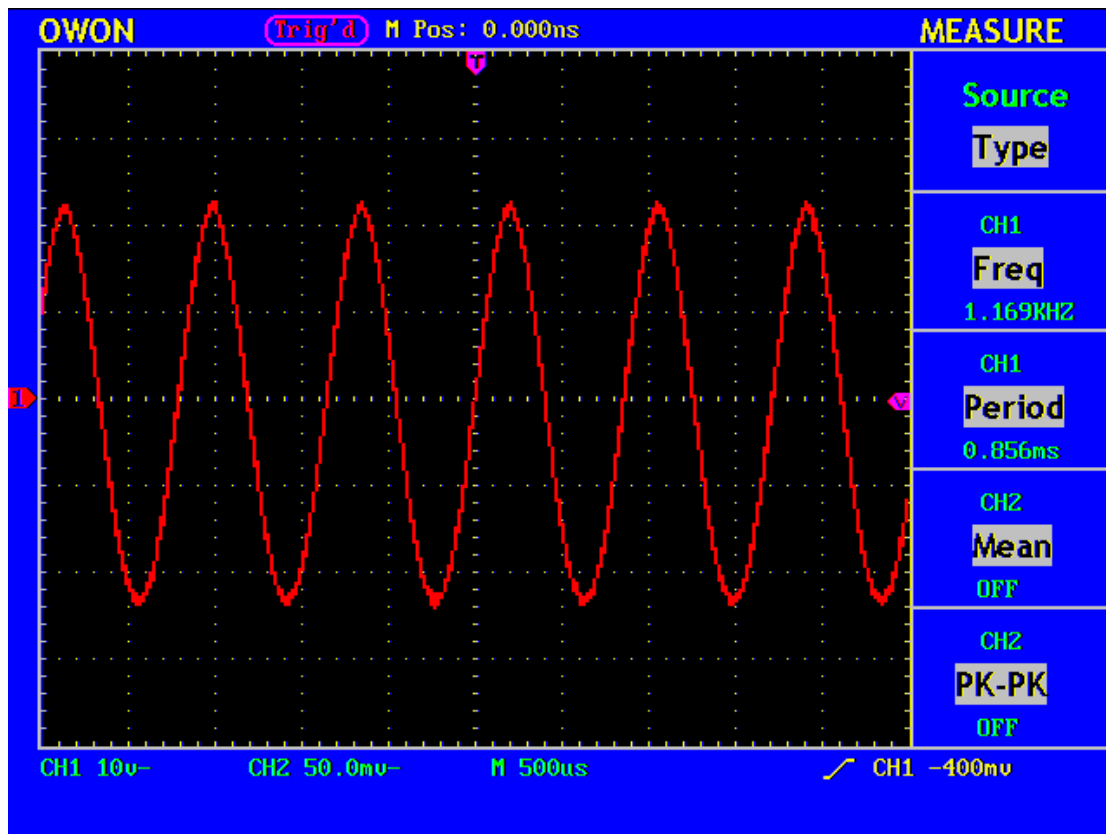 OWON Trig'd M Pos: 0.000ns MEASURE
T
Source
Type
CH1
Freq
1.169KHZ
CH1
Period
0.856ms
1
V
CH2
Mean
OFF
CH2
PK-PK
OFF
CH1 10v- CH2 50.0mv- M 500us CH1 -400mv